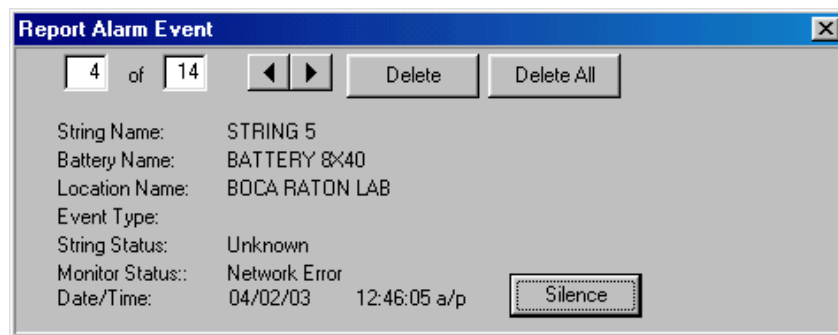 Report Alarm Event
4 of 14 Delete Delete All
String Name: STRING 5
Battery Name: BATTERY 8X40
Location Name: BOCA RATON LAB
Event Type:
String Status: Unknown
Monitor Status:: Network Error
Date/Time: 04/02/03 12:46:05 a/p
Silence